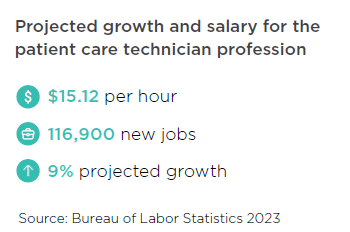 Projected growth and salary for the
patient care technician profession
$15.12 per hour
116,900 new jobs
9% projected growth
Source: Bureau of Labor Statistics 2023